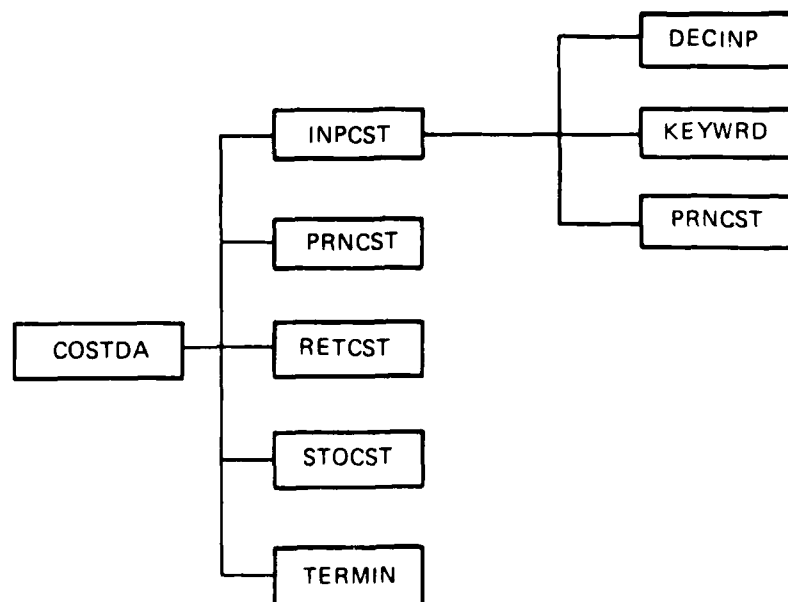 DECINP
INPCST
KEYWRD
PRNCST
PRNCST
COSTDA
RETCST
STOCST
TERMIN